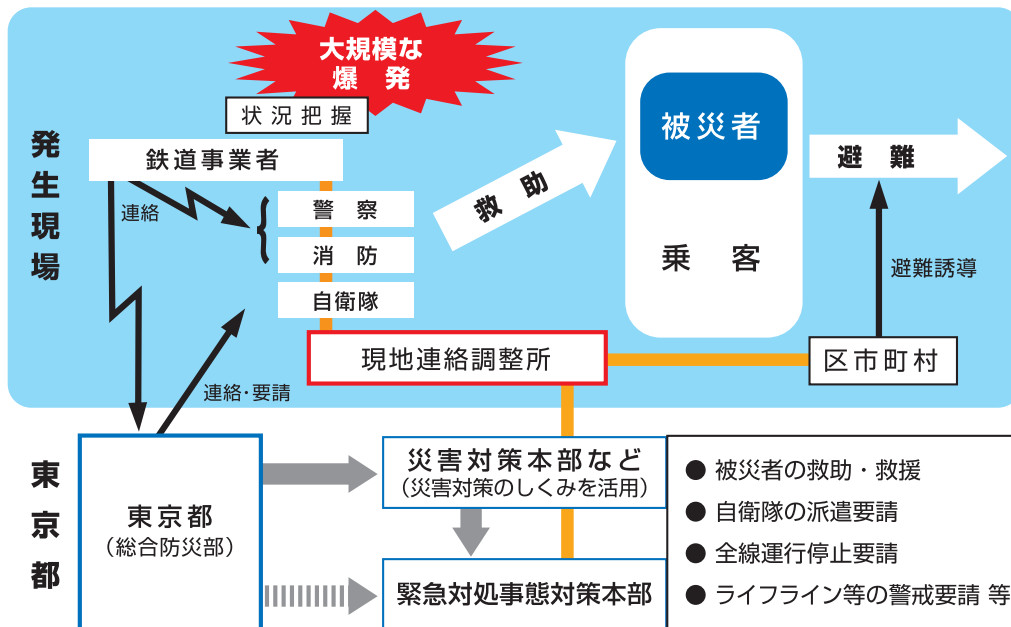 大規模な
爆発
状況把握
発生現場
鉄道事業者
連絡
警察
消防
自衛隊
救助
被災者
乗客
避難
避難誘導
連絡・要請
現地連絡調整所
区市町村
東京都
東京都
(総合防災部)
災害対策本部など
(災害対策のしくみを活用)
緊急対処事態対策本部
● 被災者の救助・救援
● 自衛隊の派遣要請
● 全線運行停止要請
● ライフライン等の警戒要請 等